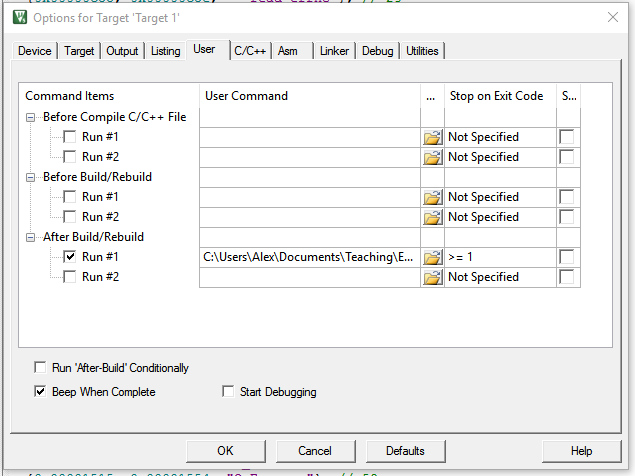 Options for Target 'Target 1'
Device Target Output Listing User C/C++ Asm Linker Debug Utilities
Command Items User Command ... Stop on Exit Code S...
Before Compile C/C++ File
Run #1 Not Specified
Run #2 Not Specified
Before Build/Rebuild
Run #1 Not Specified
Run #2 Not Specified
After Build/Rebuild
Run #1 C:\Users\Alex\Documents\Teaching\E... >= 1
Run #2 Not Specified
Run 'After-Build' Conditionally
Beep When Complete Start Debugging
OK Cancel Defaults Help